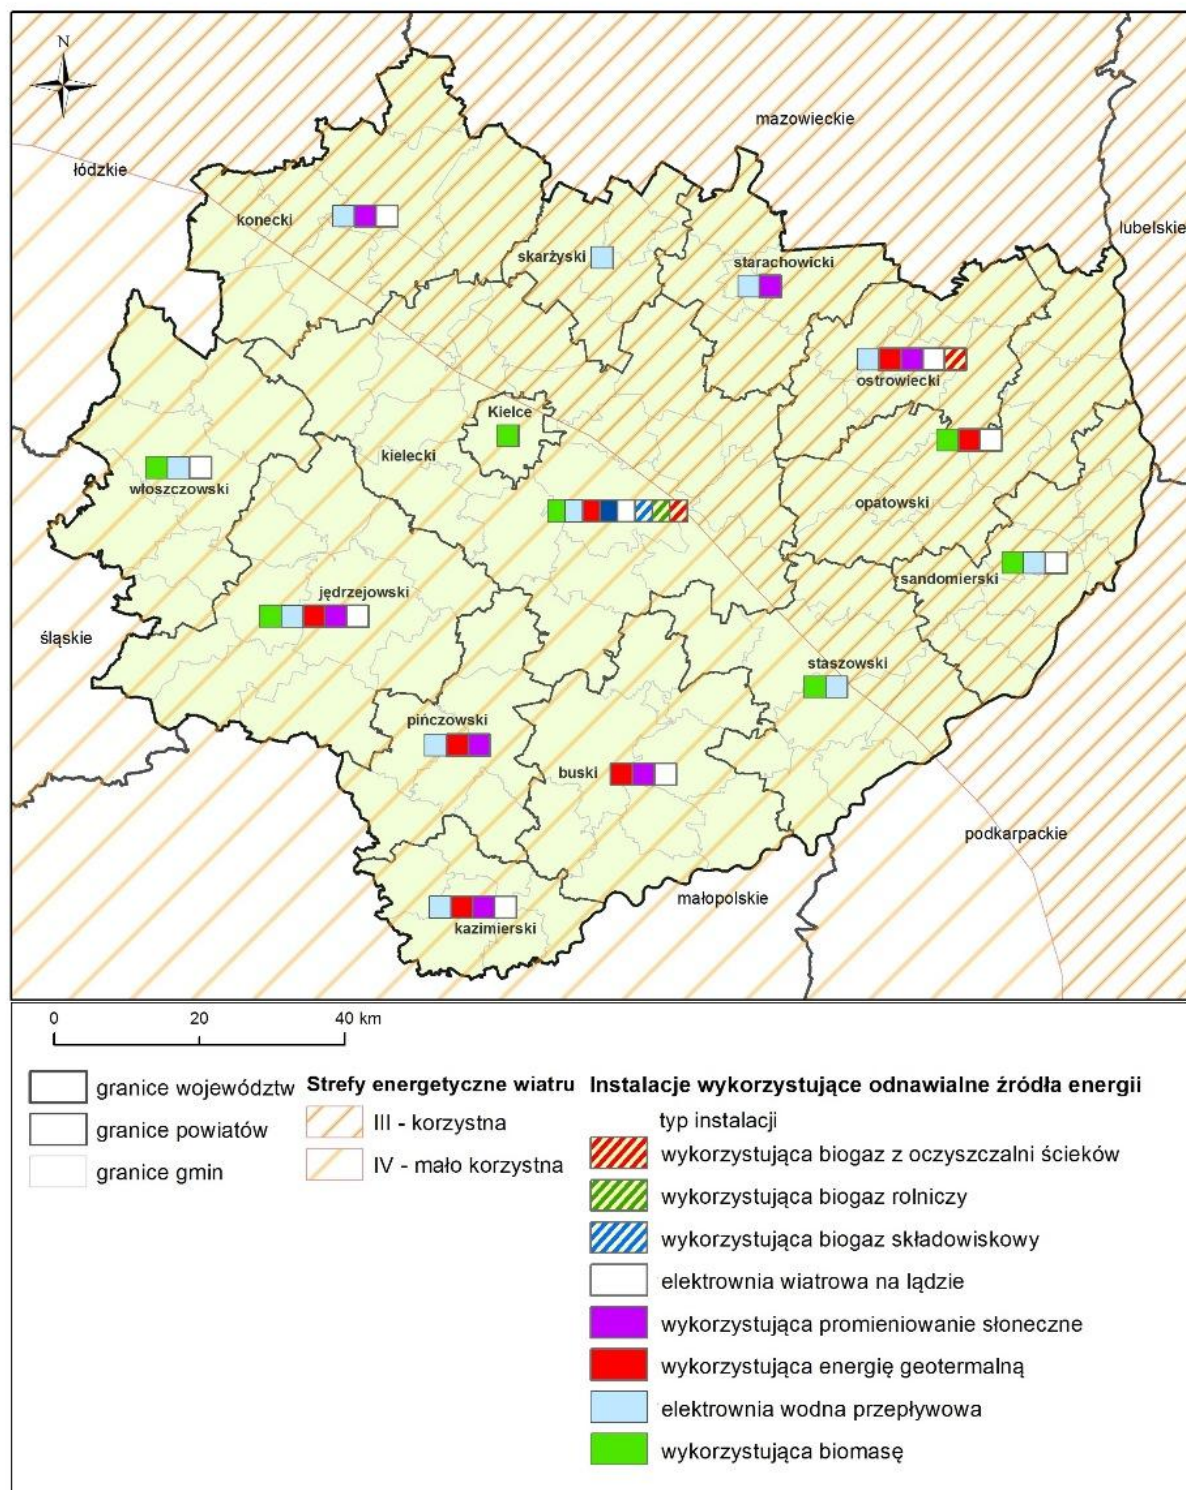 N
mazowieckie
łódzkie
lubelskie
konecki
skarżyski
starachowicki
ostrowiecki
Kielce
kielecki
włoszczowski
opatowski
sandomierski
jędrzejowski
śląskie
staszowski
pińczowski
buski
podkarpackie
małopolskie
kazimierski
0 20 40 km
granice województw
granice powiatów
granice gmin
Strefy energetyczne wiatru
III - korzystna
IV - mało korzystna
Instalacje wykorzystujące odnawialne źródła energii
typ instalacji
wykorzystująca biogaz z oczyszczalni ścieków
wykorzystująca biogaz rolniczy
wykorzystująca biogaz składowiskowy
elektrownia wiatrowa na lądzie
wykorzystująca promieniowanie słoneczne
wykorzystująca energię geotermalną
elektrownia wodna przepływowa
wykorzystująca biomasę